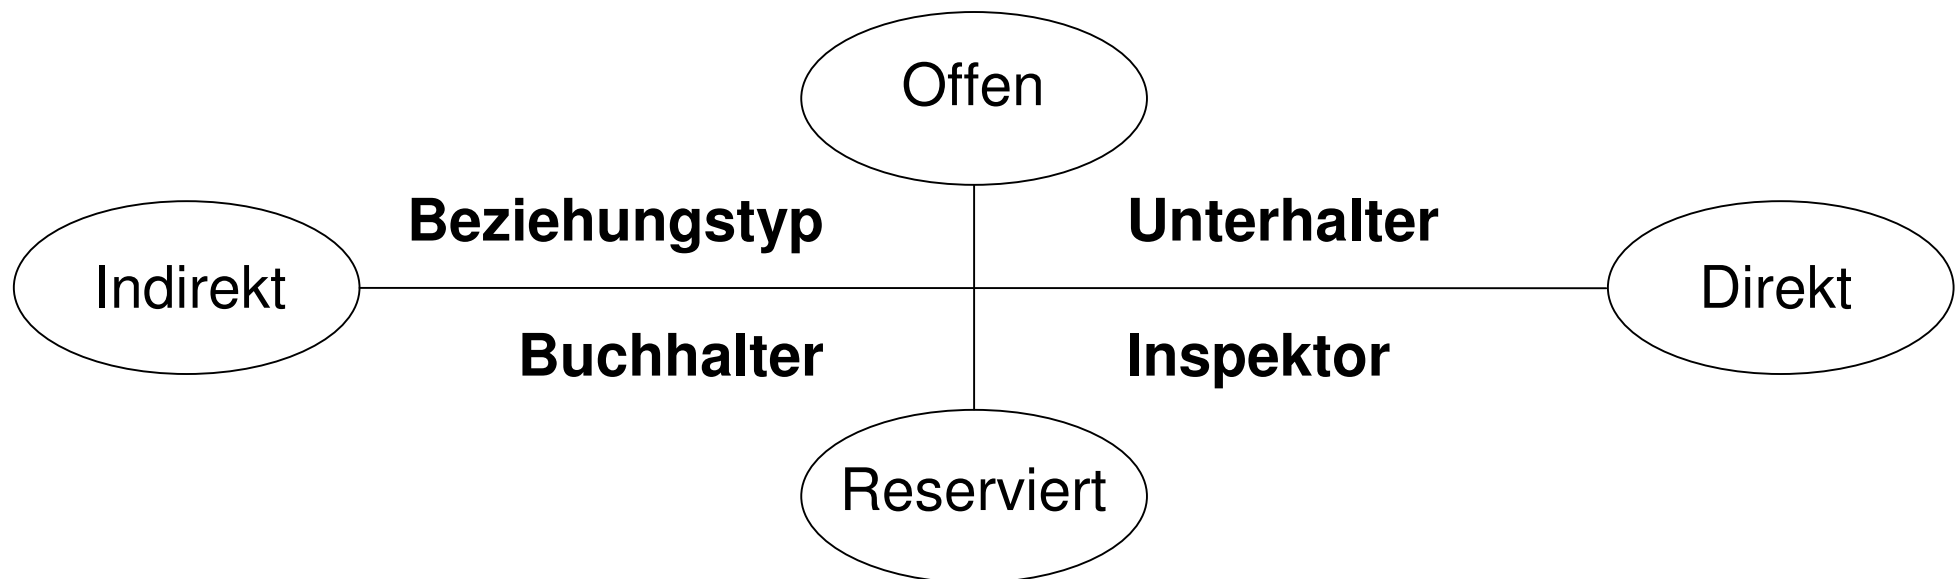 Offen
Beziehungstyp
Unterhalter
Indirekt
Direkt
Buchhalter
Inspektor
Reserviert